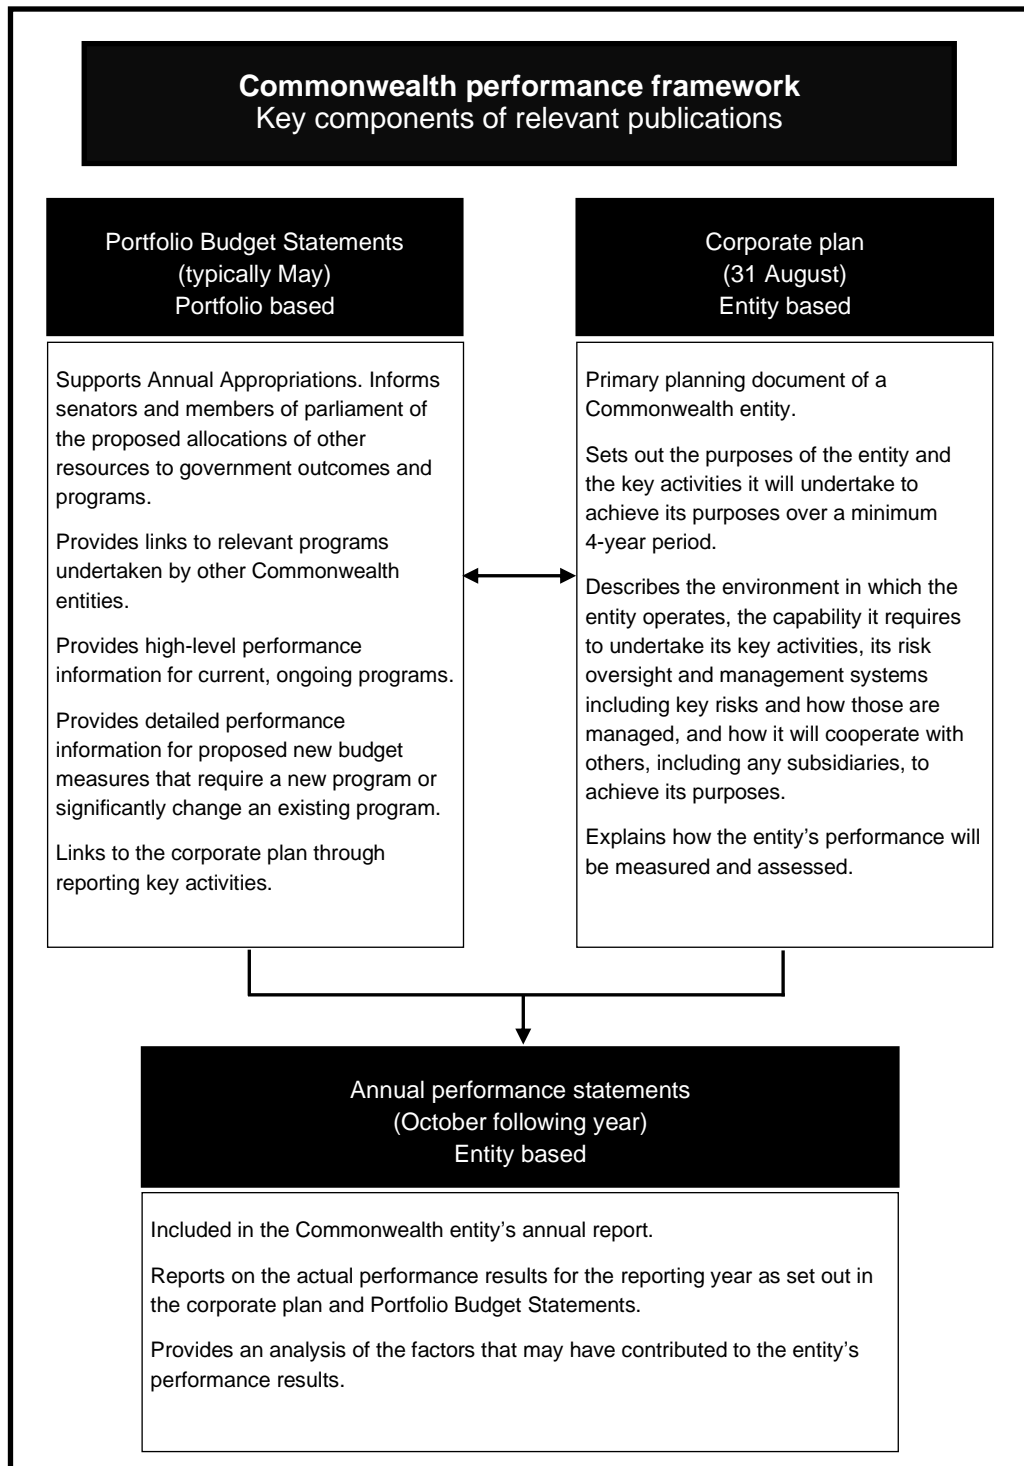 Commonwealth performance framework
Key components of relevant publications
Portfolio Budget Statements
(typically May)
Portfolio based
Supports Annual Appropriations. Informs
senators and members of parliament of
the proposed allocations of other
resources to government outcomes and
programs.
Provides links to relevant programs
undertaken by other Commonwealth
entities.
Provides high-level performance
information for current, ongoing programs.
Provides detailed performance
information for proposed new budget
measures that require a new program or
significantly change an existing program.
Links to the corporate plan through
reporting key activities.
Corporate plan
(31 August)
Entity based
Primary planning document of a
Commonwealth entity.
Sets out the purposes of the entity and
the key activities it will undertake to
achieve its purposes over a minimum
4-year period.
Describes the environment in which the
entity operates, the capability it requires
to undertake its key activities, its risk
oversight and management systems
including key risks and how those are
managed, and how it will cooperate with
others, including any subsidiaries, to
achieve its purposes.
Explains how the entity’s performance will
be measured and assessed.
Annual performance statements
(October following year)
Entity based
Included in the Commonwealth entity’s annual report.
Reports on the actual performance results for the reporting year as set out in
the corporate plan and Portfolio Budget Statements.
Provides an analysis of the factors that may have contributed to the entity’s
performance results.